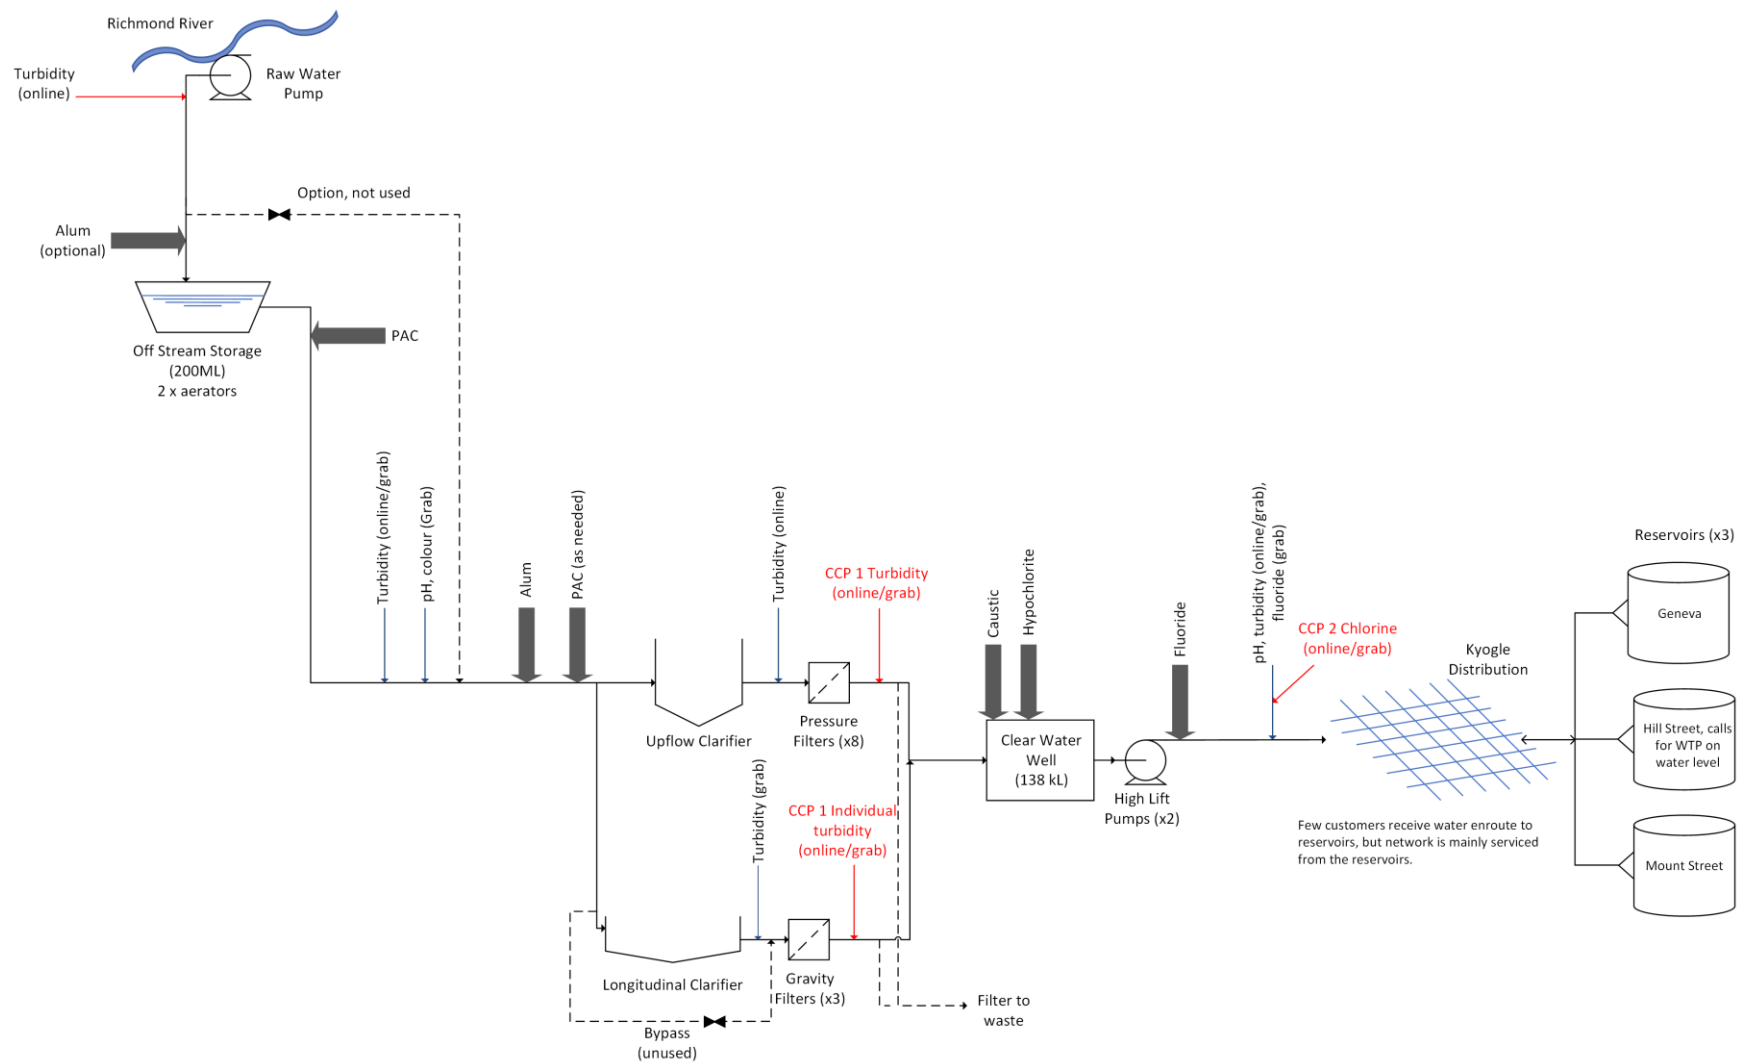 Richmond River
Turbidity
(online)
Raw Water
Pump
Option, not used
Alum
(optional)
PAC
Off Stream Storage
(200ML)
2 x aerators
Turbidity (online/grab)
pH, colour (Grab)
Alum
PAC (as needed)
Turbidity (online)
CCP 1 Turbidity
(online/grab)
Upflow Clarifier
Pressure
Filters (x8)
Turbidity (grab)
CCP 1 Individual
turbidity
(online/grab)
Longitudinal Clarifier
Gravity
Filters (x3)
Bypass
(unused)
Filter to
waste
Caustic
Hypochlorite
Clear Water
Well
(138 kL)
High Lift
Pumps (x2)
Fluoride
pH, turbidity (online/grab),
fluoride (grab)
CCP 2 Chlorine
(online/grab)
Kyogle
Distribution
Few customers receive water enroute to
reservoirs, but network is mainly serviced
from the reservoirs.
Reservoirs (x3)
Geneva
Hill Street, calls
for WTP on
water level
Mount Street